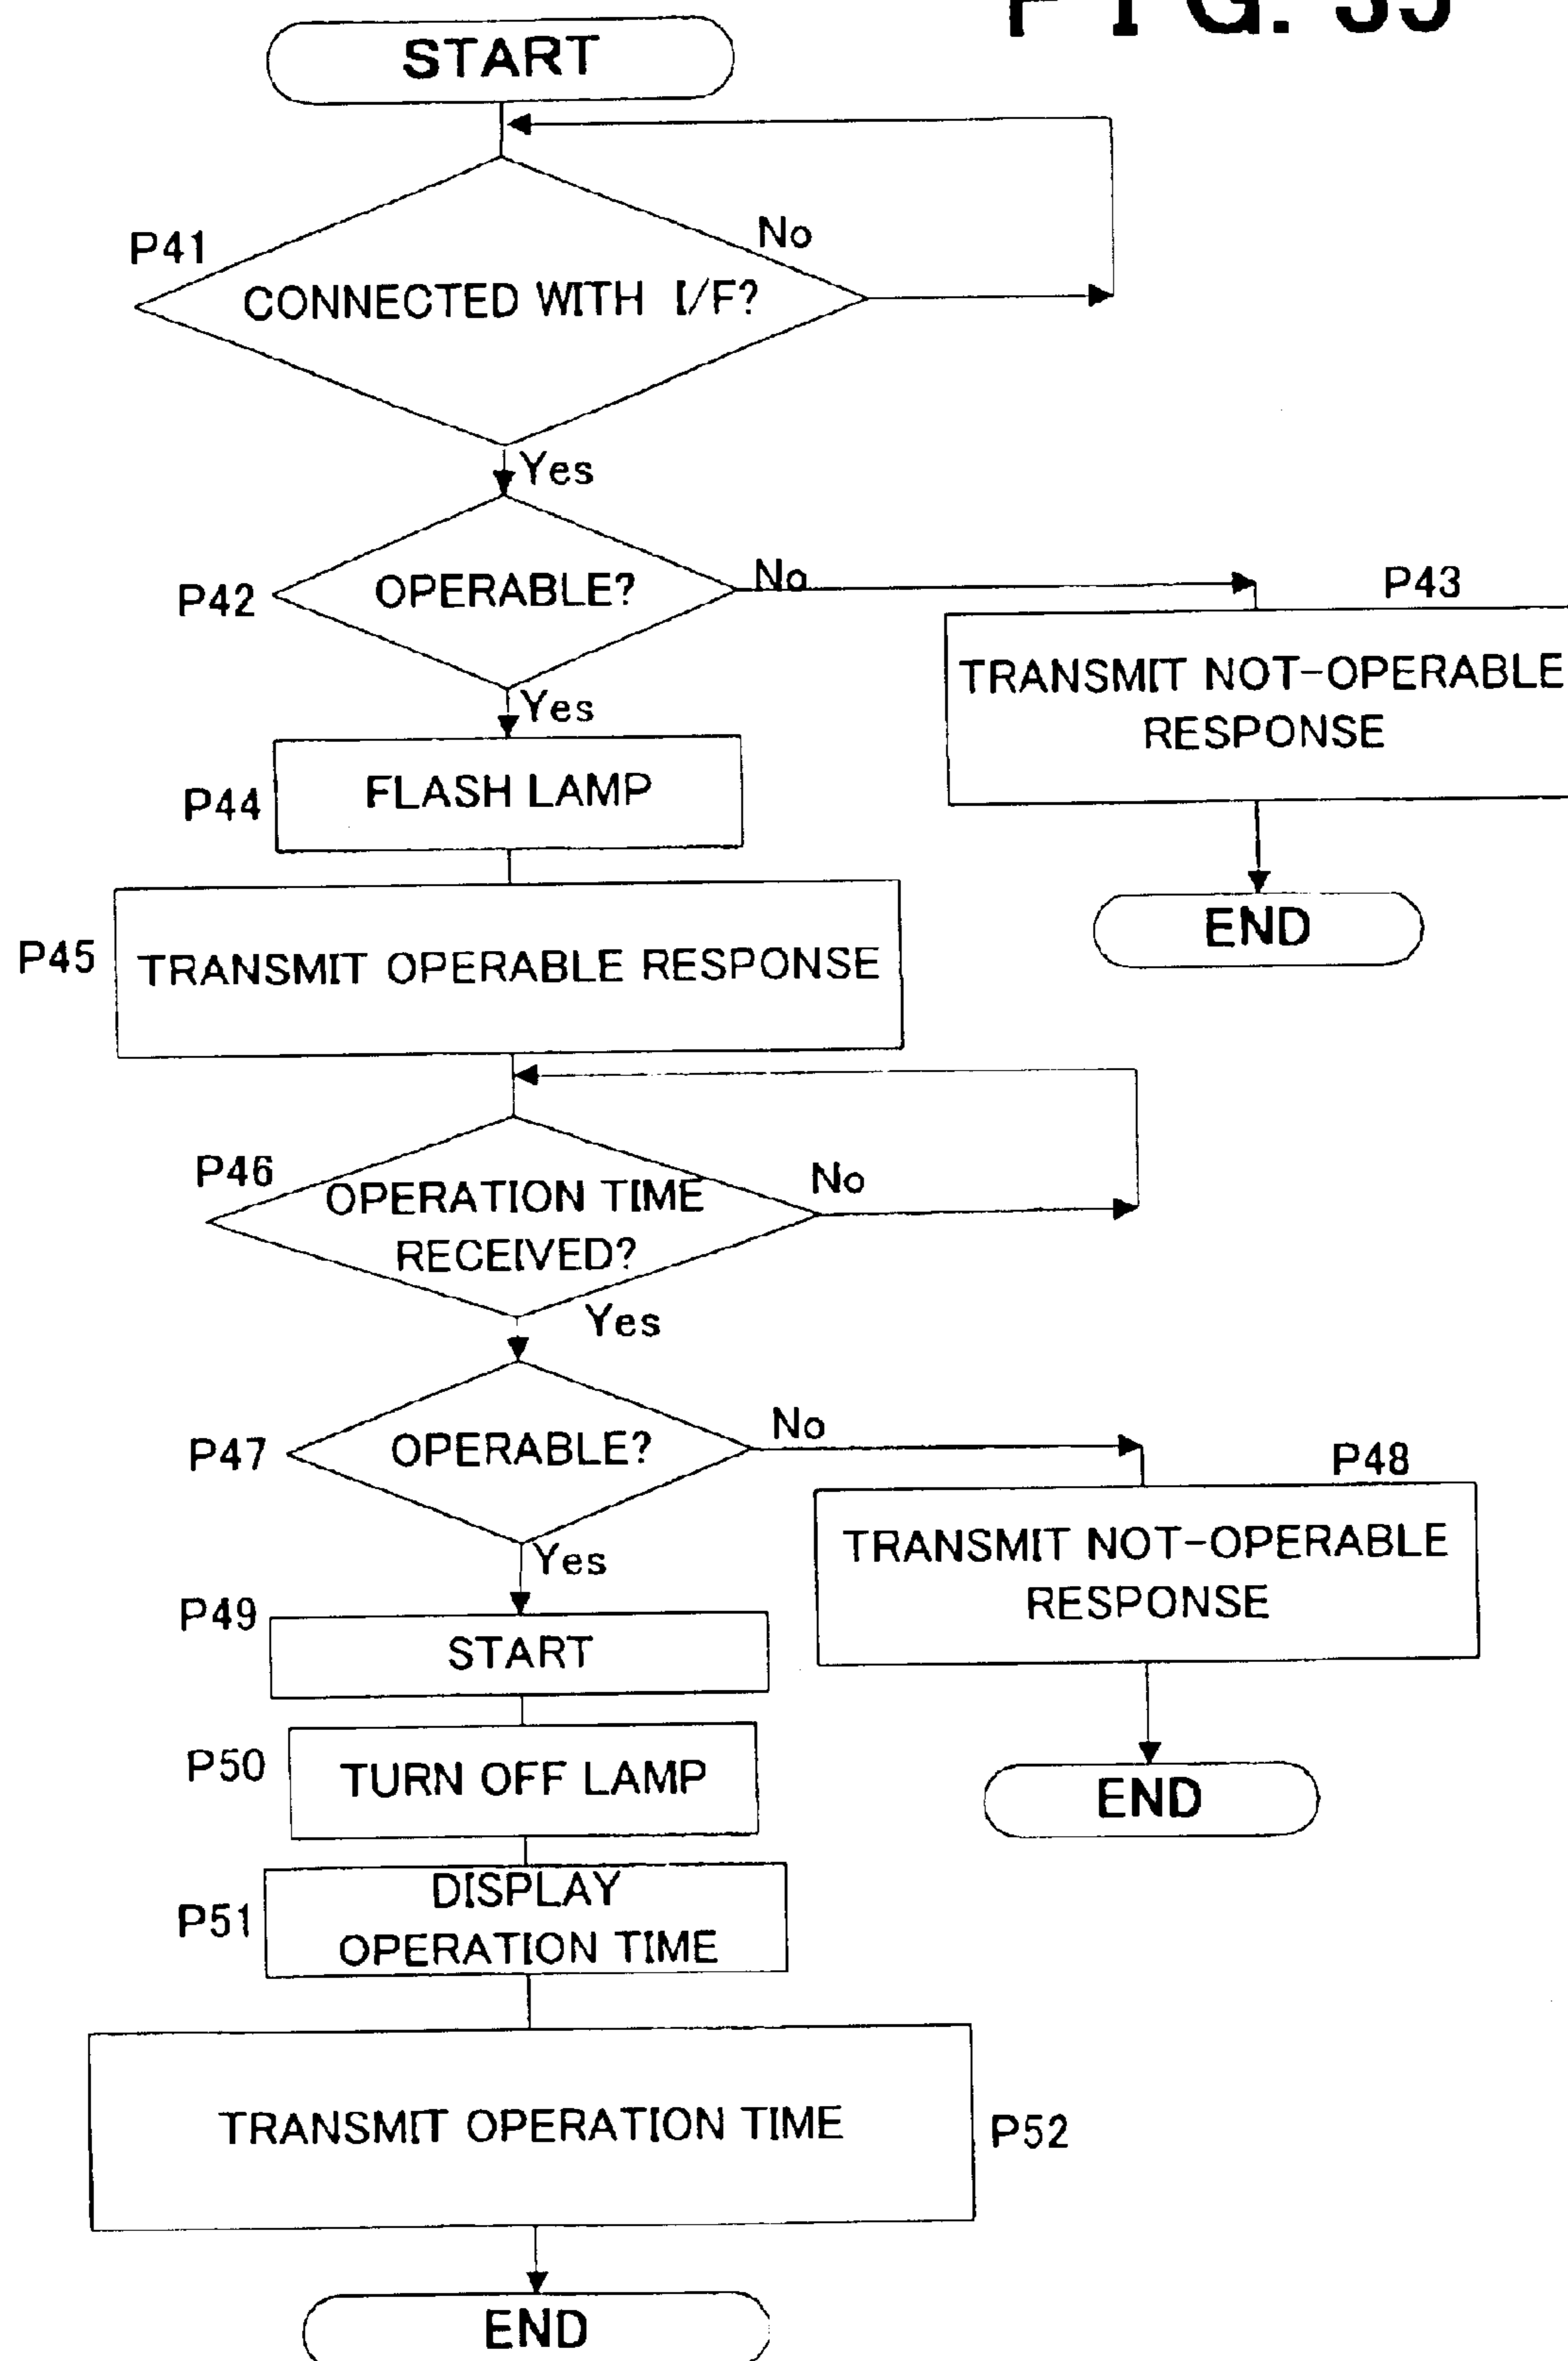 FIG. 35
START
P41
No
CONNECTED WITH I/F?
Yes
P42
OPERABLE?
No
P43
TRANSMIT NOT-OPERABLE
RESPONSE
Yes
P44
FLASH LAMP
END
P45
TRANSMIT OPERABLE RESPONSE
P46
OPERATION TIME
RECEIVED?
No
Yes
P47
OPERABLE?
No
P48
TRANSMIT NOT-OPERABLE
RESPONSE
Yes
P49
START
P50
TURN OFF LAMP
END
P51
DISPLAY
OPERATION TIME
TRANSMIT OPERATION TIME
P52
END